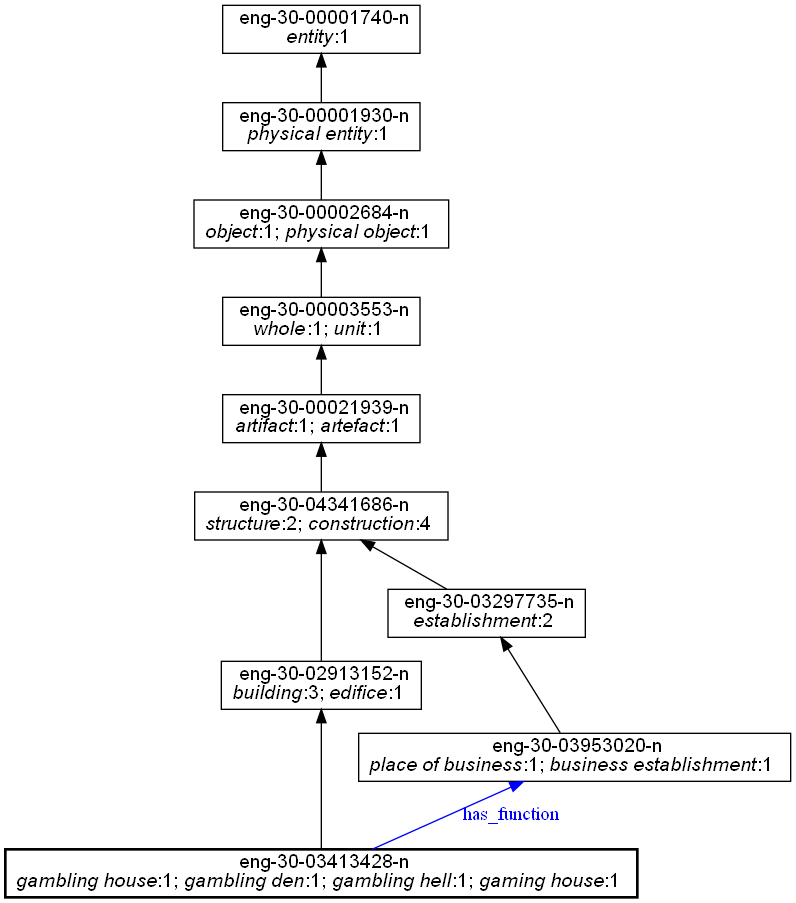 eng-30-00001740-n
entity:1
eng-30-00001930-n
physical entity:1
eng-30-00002684-n
object:1; physical object:1
eng-30-00003553-n
whole:1; unit:1
eng-30-00021939-n
artifact:1; artefact:1
eng-30-04341686-n
structure:2; construction:4
eng-30-03297735-n
establishment:2
eng-30-02913152-n
building:3; edifice:1
eng-30-03953020-n
place of business:1; business establishment:1
has_function
eng-30-03413428-n
gambling house:1; gambling den:1; gambling hell:1; gaming house:1